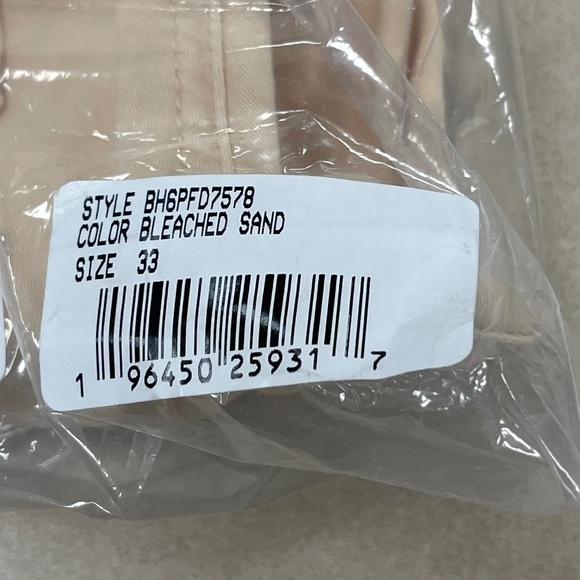 STYLE BH6PFD7578
COLOR BLEACHED SAND
SIZE 33
1 96450 25931 7